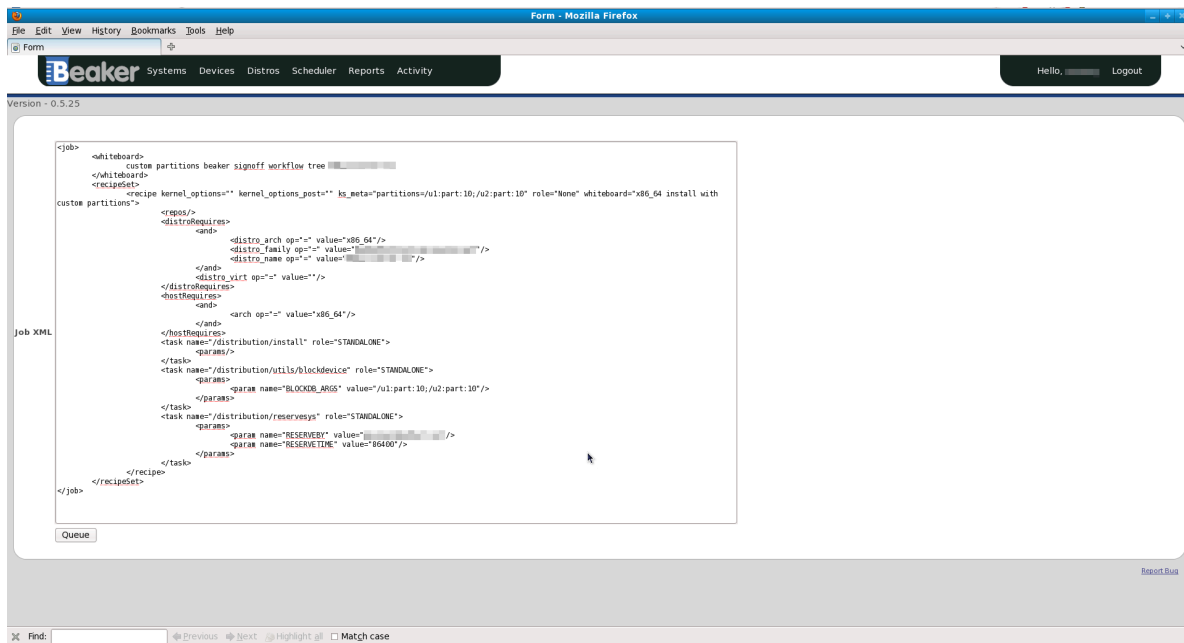 Form - Mozilla Firefox
File Edit View History Bookmarks Tools Help
Form
Beaker Systems Devices Distros Scheduler Reports Activity Hello, Logout
Version - 0.5.25
Job XML
<job>
<whiteboard>
custom partitions beaker signoff workflow tree
</whiteboard>
<recipeSet>
<recipe kernel_options="" kernel_options_post="" ks_meta="partitions=/u1:part:10;/u2:part:10" role="None" whiteboard="x86_64 install with
custom partitions">
<repos/>
<distroRequires>
<and>
<distro_arch op="=" value="x86_64"/>
<distro_family op="=" value=" "/>
<distro_name op="=" value=" "/>
</and>
<distro_virt op="=" value=""/>
</distroRequires>
<hostRequires>
<and>
<arch op="=" value="x86_64"/>
</and>
</hostRequires>
<task name="/distribution/install" role="STANDALONE">
<params/>
</task>
<task name="/distribution/utils/blockdevice" role="STANDALONE">
<params>
<param name="BLOCKDB_ARGS" value="/u1:part:10;/u2:part:10"/>
</params>
</task>
<task name="/distribution/reservesys" role="STANDALONE">
<params>
<param name="RESERVEBY" value=" />
<param name="RESERVETIME" value="86400"/>
</params>
</task>
</recipe>
</recipeSet>
</job>
Queue
Report Bug
Find: Previous Next Highlight all Match case